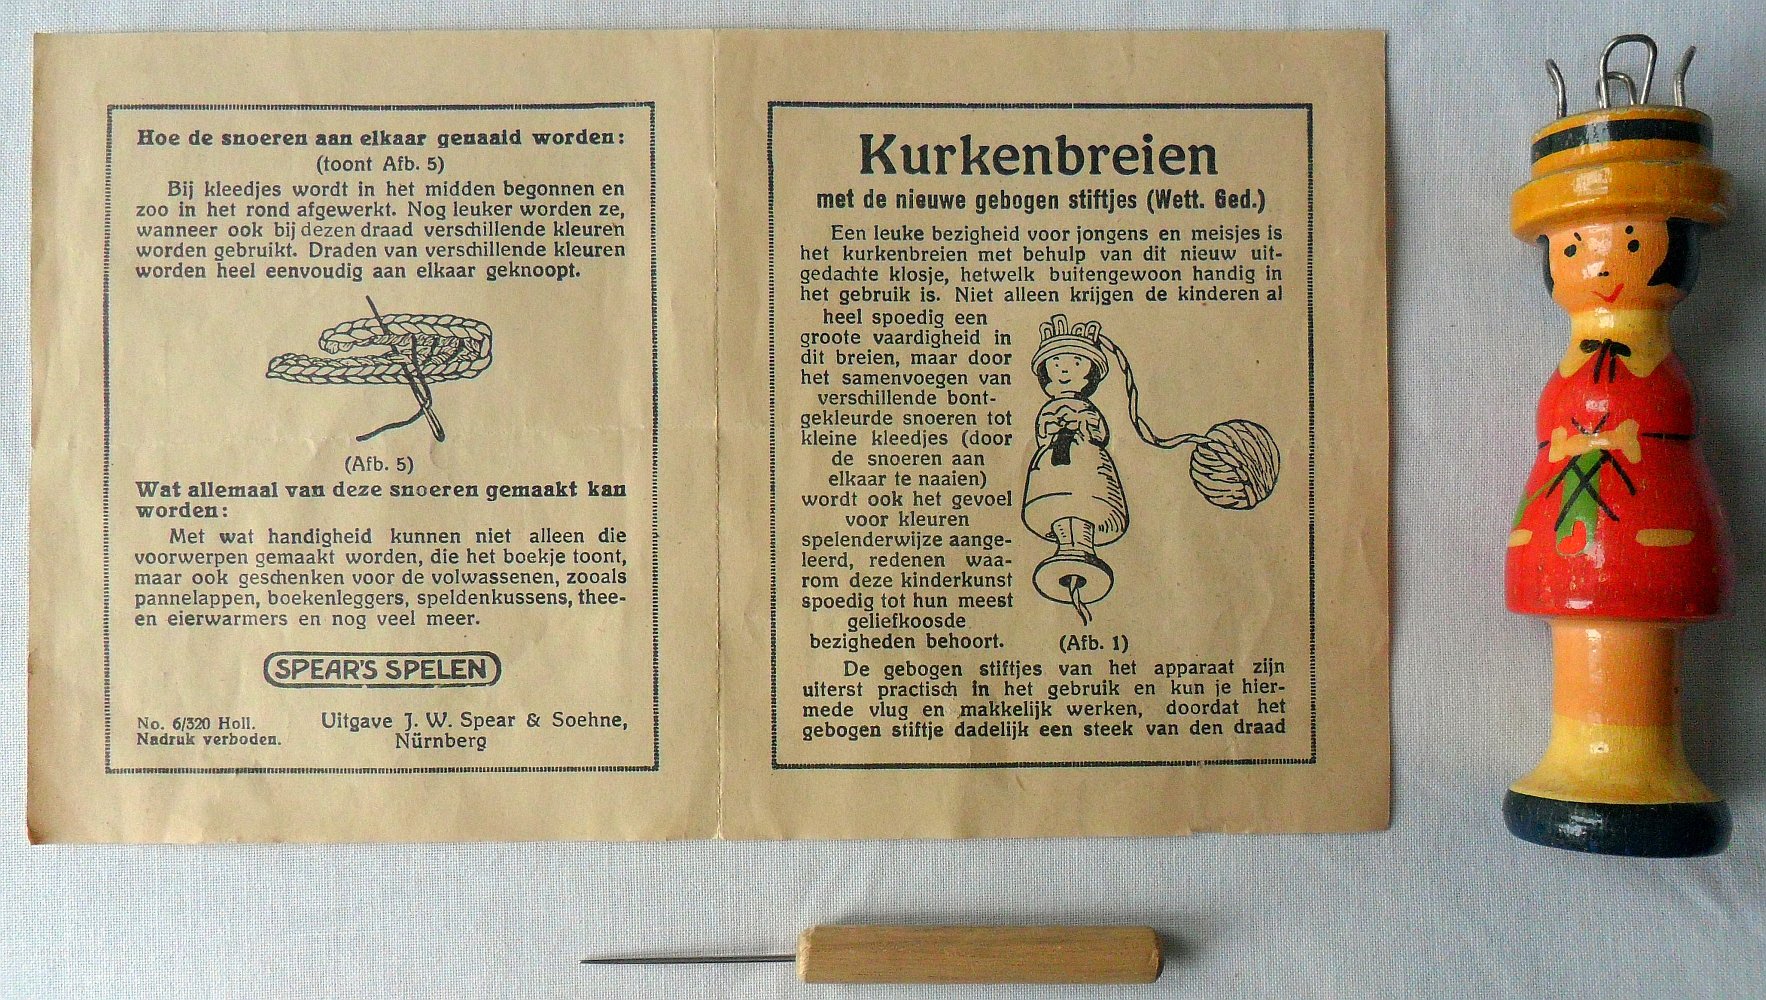 Hoe de snoeren aan elkaar genaaid worden:
(toont Afb. 5)
Bij kleedjes wordt in het midden begonnen en
zoo in het rond afgewerkt. Nog leuker worden ze,
wanneer ook bij dezen draad verschillende kleuren
worden gebruikt. Draden van verschillende kleuren
worden heel eenvoudig aan elkaar geknoopt.
(Afb. 5)
Wat allemaal van deze snoeren gemaakt kan
worden:
Met wat handigheid kunnen niet alleen die
voorwerpen gemaakt worden, die het boekje toont,
maar ook geschenken voor de volwassenen, zooals
pannelappen, boekenleggers, speldenkussens, thee-
en eierwarmers en nog veel meer.
SPEAR'S SPELEN
No. 6/320 Holl.
Nadruk verboden.
Uitgave J. W. Spear & Soehne,
Nürnberg
Kurkenbreien
met de nieuwe gebogen stiftjes (Wett. Ged.)
Een leuke bezigheid voor jongens en meisjes is
het kurkenbreien met behulp van dit nieuw uit-
gedachte klosje, hetwelk buitengewoon handig in
het gebruik is. Niet alleen krijgen de kinderen al
heel spoedig een
groote vaardigheid in
dit breien, maar door
het samenvoegen van
verschillende bont-
gekleurde snoeren tot
kleine kleedjes (door
de snoeren aan
elkaar te naaien)
wordt ook het gevoel
voor kleuren
spelenderwijze aange-
leerd, redenen waa-
rom deze kinderkunst
spoedig tot hun meest
geliefkoosde
bezigheden behoort.
(Afb. 1)
De gebogen stiftjes van het apparaat zijn
uiterst practisch in het gebruik en kun je hier-
mede vlug en makkelijk werken, doordat het
gebogen stiftje dadelijk een steek van den draad